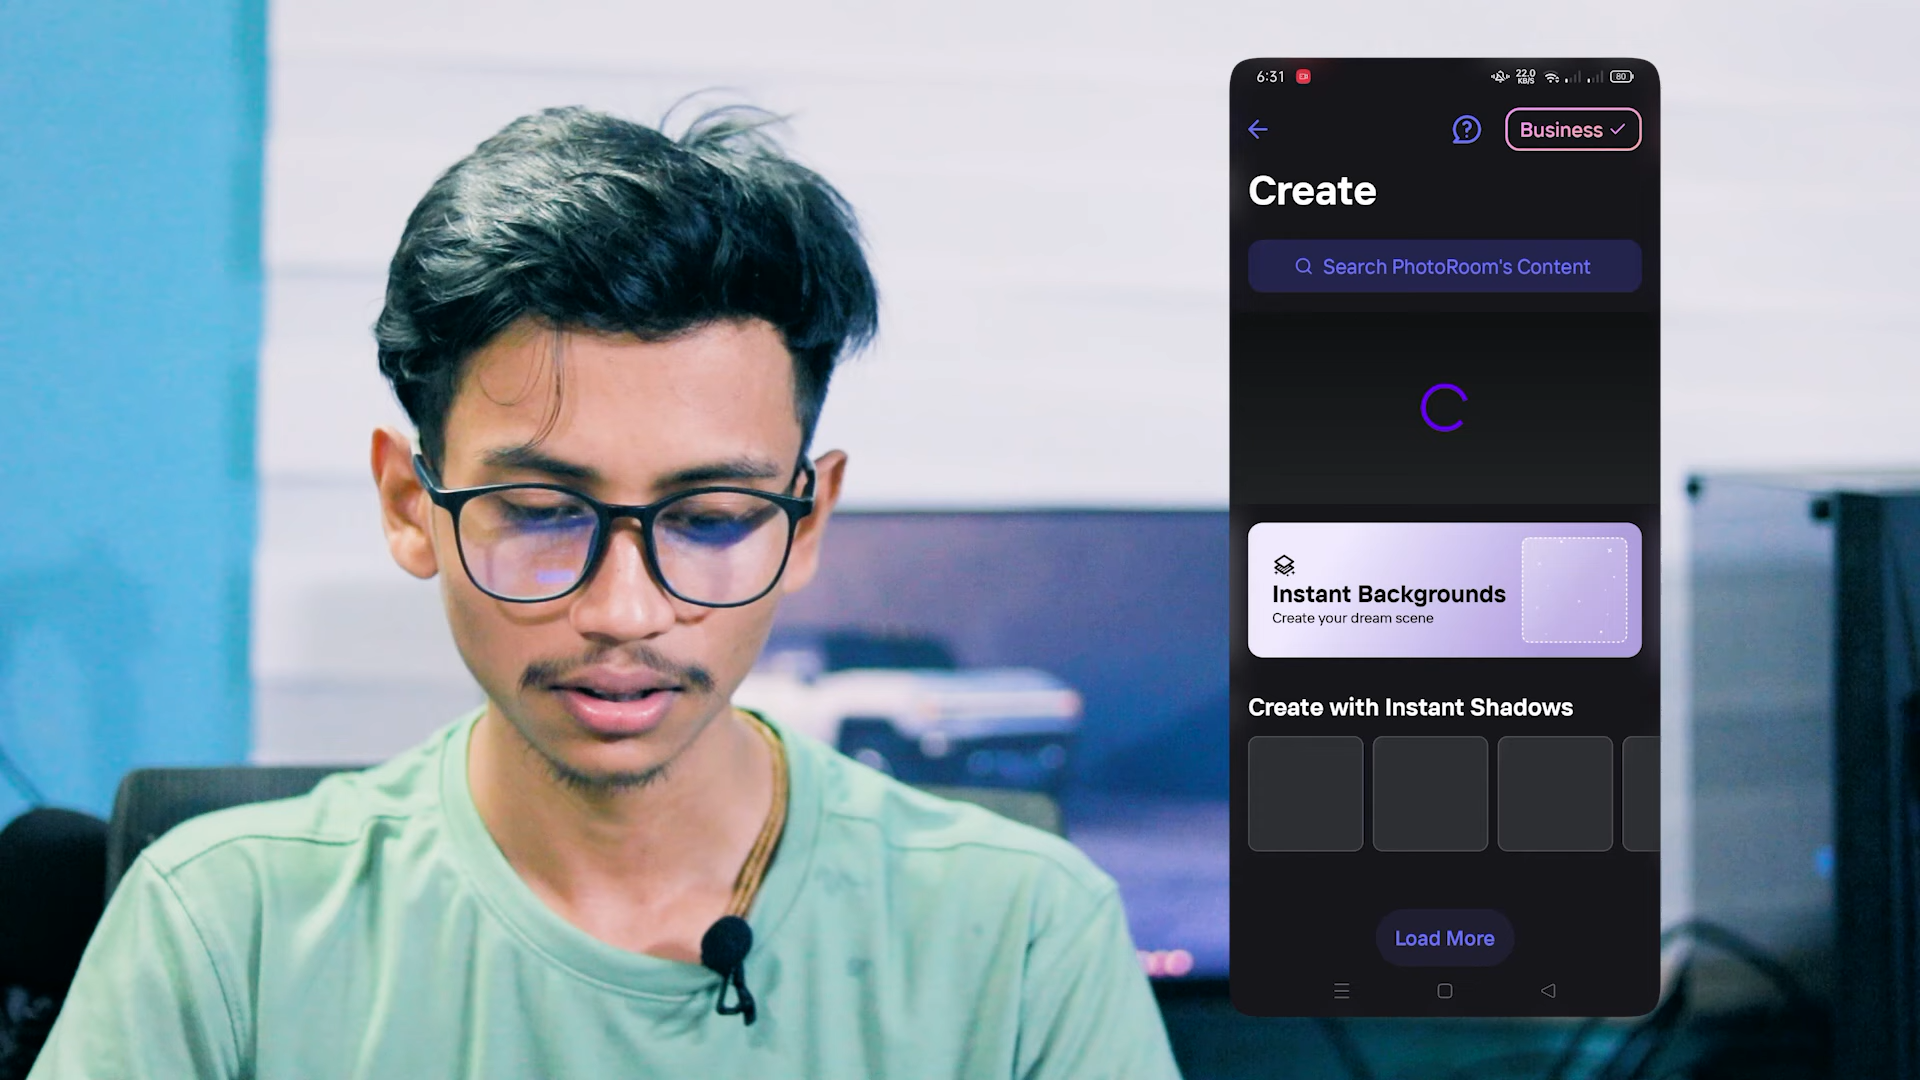 6:31
22.0
KB/S
80
Business
Create
Search PhotoRoom's Content
Instant Backgrounds
Create your dream scene
Create with Instant Shadows
Load More